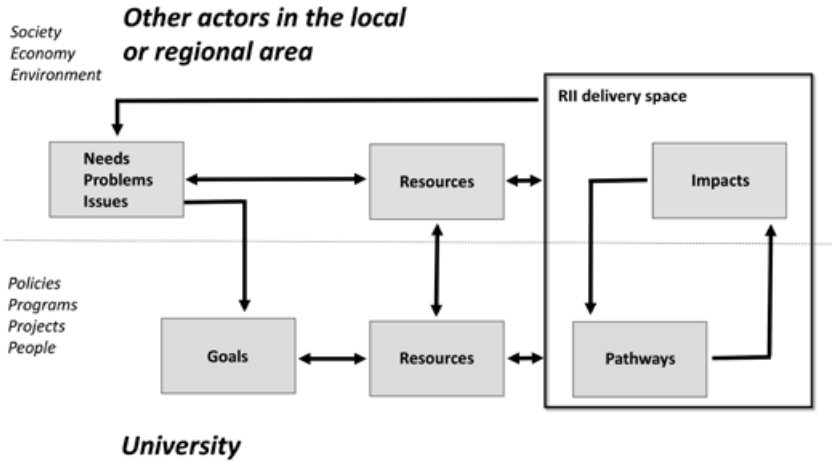 Society
Economy
Environment
Other actors in the local
or regional area
RII delivery space
Needs
Problems
Issues
Resources
Impacts
Policies
Programs
Projects
People
Goals
Resources
Pathways
University